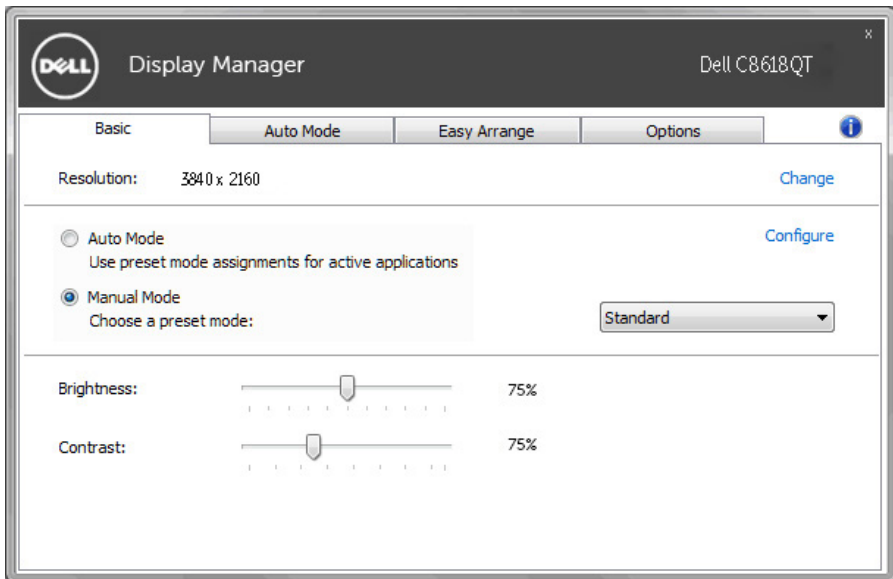 DELL Display Manager Dell C8618QT x
Basic Auto Mode Easy Arrange Options i
Resolution: 3840 x 2160 Change
Auto Mode Configure
Use preset mode assignments for active applications
Manual Mode
Choose a preset mode: Standard
Brightness: 75%
Contrast: 75%